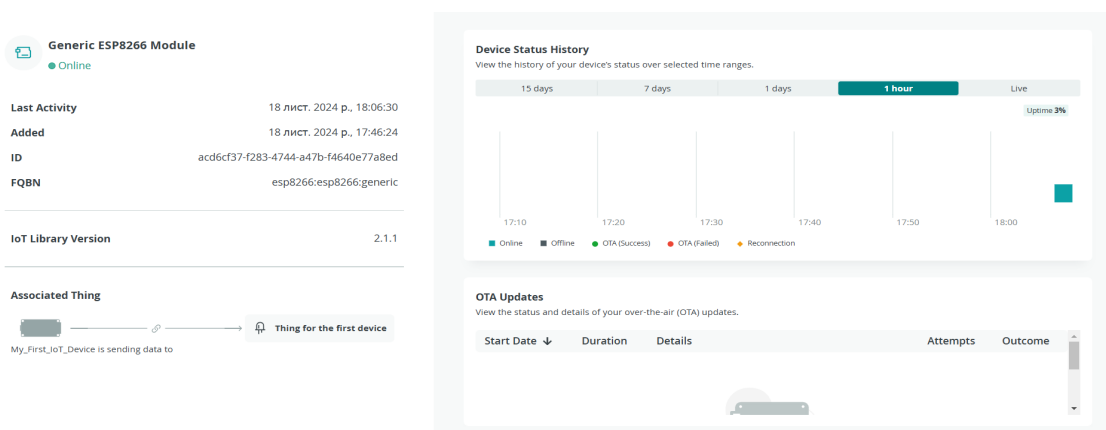 Generic ESP8266 Module
Online
Last Activity 18 лист. 2024 р., 18:06:30
Added 18 лист. 2024 р., 17:46:24
ID acd6cf37-f283-4744-a47b-f4640e77a8ed
FQBN esp8266:esp8266:generic
IoT Library Version 2.1.1
Associated Thing
Thing for the first device
My_First_IoT_Device is sending data to
Device Status History
View the history of your device's status over selected time ranges.
15 days 7 days 1 days 1 hour Live
Uptime 3%
17:10 17:20 17:30 17:40 17:50 18:00
Online Offline OTA (Success) OTA (Failed) Reconnection
OTA Updates
View the status and details of your over-the-air (OTA) updates.
Start Date Duration Details Attempts Outcome